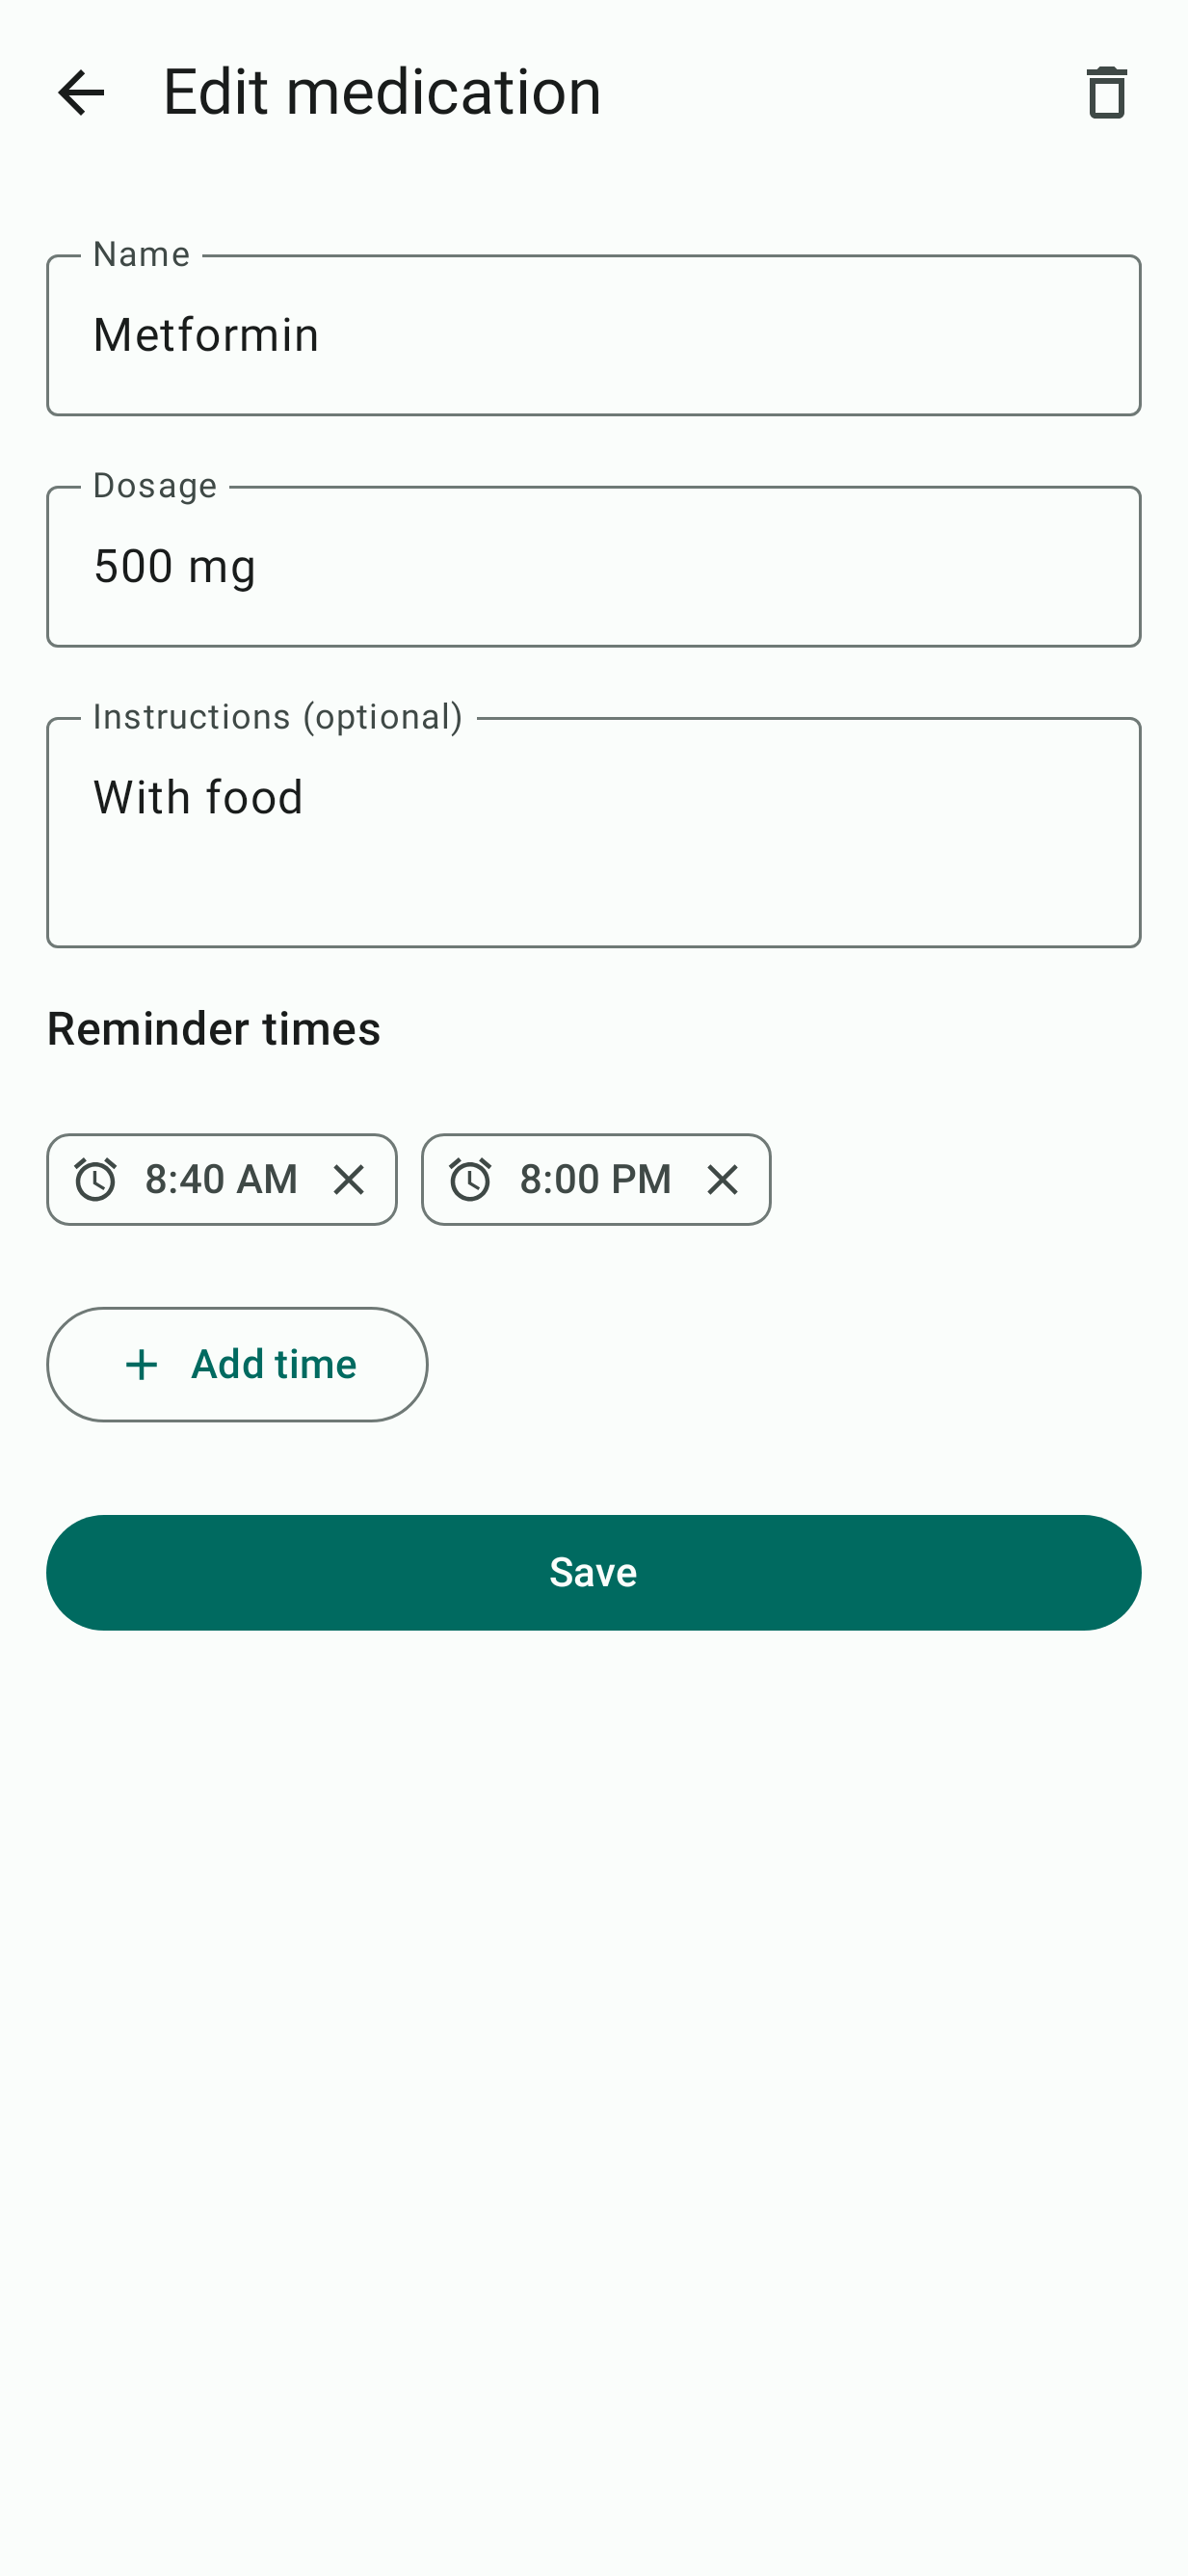 Edit medication
Name
Metformin
Dosage
500 mg
Instructions (optional)
With food
Reminder times
8:40 AM 8:00 PM
Add time
Save